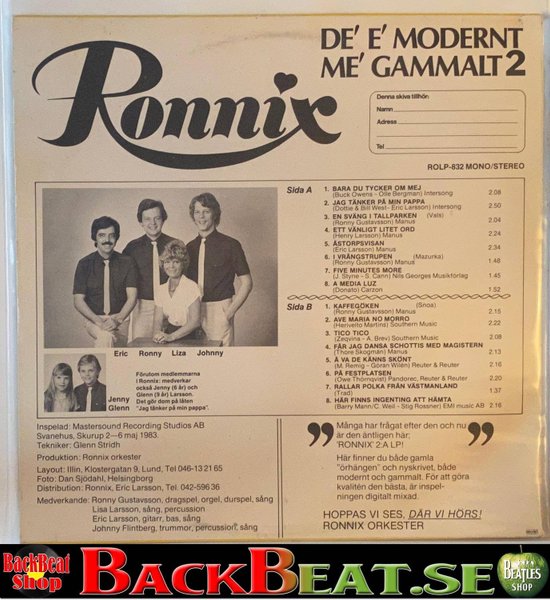 DE' E' MODERNT
ME' GAMMALT 2
Ronnix
Denna skiva tillhör:
Namn
Adress
Tel
ROLP-832 MONO/STEREO
Sida A
1. BARA DU TYCKER OM MEJ
(Buck Owens - Olle Bergman) Intersong 2.08
2. JAG TÄNKER PÅ MIN PAPPA
(Dottie & Bill West - Eric Larsson) Intersong 2.50
3. EN SVÄNG I TALLPARKEN (Vals)
(Ronny Gustavsson) Manus 2.04
4. ETT VÄNLIGT LITET ORD
(Henry Larsson) Manus 2.24
5. ÅSTORPSVISAN
(Eric Larsson) Manus 2.34
6. I VRÅNGSTRUPEN (Mazurka)
(Ronny Gustavsson) Manus 1.48
7. FIVE MINUTES MORE
(J. Styne - S. Cann) Nils Georges Musikförlag 1.45
8. A MEDIA LUZ
(Donato) Carzon 1.52
Sida B
1. KAFFEGÖKEN (Snoa)
(Ronny Gustavsson) Manus 2.15
2. AVE MARIA NO MORRO
(Herivelto Martins) Southern Music 2.22
3. TICO TICO
(Zeqvina - A. Brev) Southern Music 2.08
4. FÅR JAG DANSA SCHOTTIS MED MAGISTERN
(Thore Skogman) Manus 2.13
5. Å VA DE KÄNNS SKÖNT
(M. Remig - Göran Wilén) Reuter & Reuter 2.16
6. PÅ FESTPLATSEN
(Owe Thörnqvist) Pandorec, Reuter & Reuter 2.20
7. RALLAR POLKA FRÅN VÄSTMANLAND
(Trad) 1.37
8. HÄR FINNS INGENTING ATT HÄMTA
(Barry Mann/C. Weil - Stig Rossner) EMI music AB 2.16
Eric Ronny Liza Johnny
Förutom medlemmarna
i Ronnix: medverkar
också Jenny (6 år) och
Glenn (3 år) Larsson.
Det gör dom på låten
"Jag tänker på min pappa".
Jenny
Glenn
Inspelad: Mastersound Recording Studios AB
Svanehus, Skurup 2—6 maj 1983.
Tekniker: Glenn Stridh
Produktion: Ronnix orkester
Layout: Illin, Klostergatan 9, Lund, Tel 046-13 21 65
Foto: Dan Sjödahl, Helsingborg
Distribution: Ronnix, Ericsson, Tel. 042-596 36
Medverkande: Ronny Gustavsson, dragspel, orgel, durspel, sång
Lisa Larsson, sång, percussion
Eric Larsson, gitarr, bas, sång
Johnny Flintberg, trummor, percussion, sång
" Många har frågat efter den och nu
är den äntligen här;
'RONNIX' 2:A LP! "
Här finner du både gamla
"örhängen" och nyskrivet, både
modernt och gammalt. För att göra
kvalitén den bästa, är inspel-
ningen digitalt mixad.
HOPPAS VI SES, DÄR VI HÖRS!
RONNIX ORKESTER
BackBeat
Shop
BACKBEAT.SE
BEATLES
SHOP